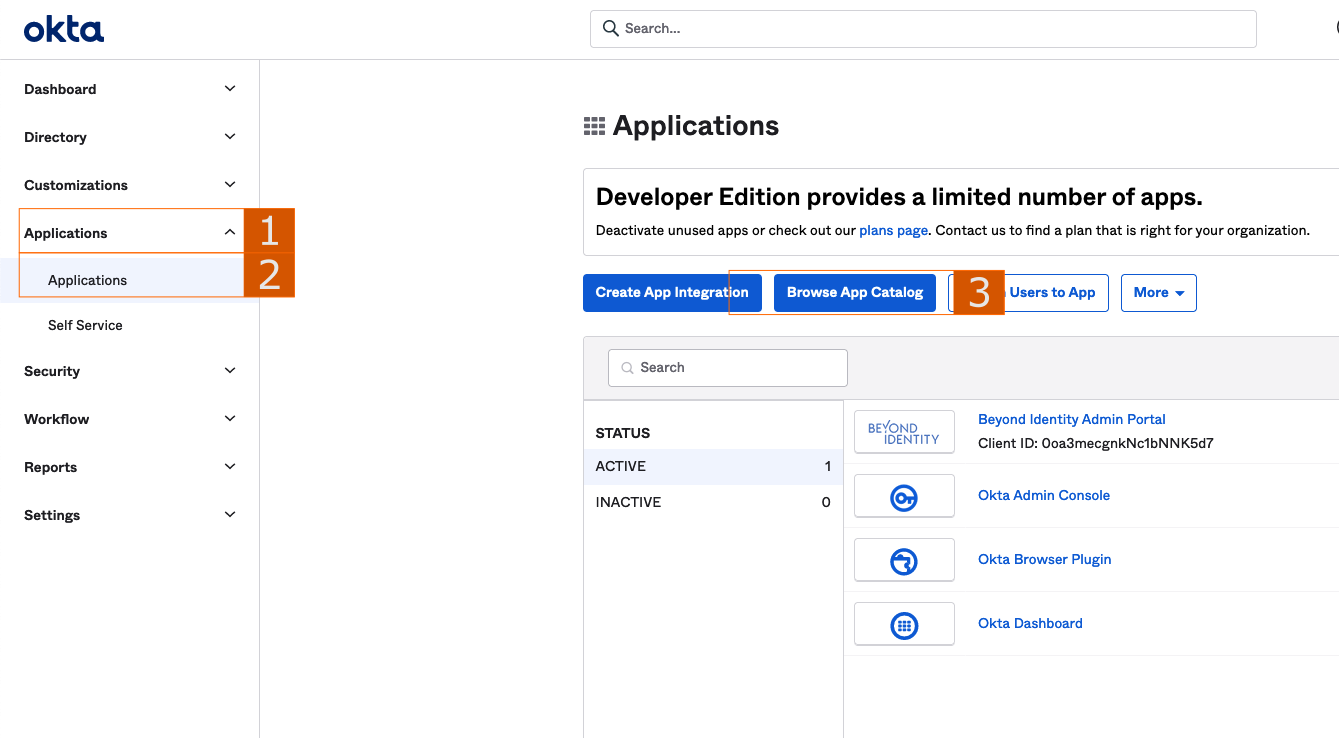 okta
Search...
Dashboard
Directory
Customizations
Applications 1
Applications 2
Self Service
Security
Workflow
Reports
Settings
Applications
Developer Edition provides a limited number of apps.
Deactivate unused apps or check out our plans page. Contact us to find a plan that is right for your organization.
Create App Integration Browse App Catalog 3 Users to App More
Search
STATUS
ACTIVE 1
INACTIVE 0
BEYOND
IDENTITY
Beyond Identity Admin Portal
Client ID: 0oa3mecgnkNc1bNNK5d7
Okta Admin Console
Okta Browser Plugin
Okta Dashboard